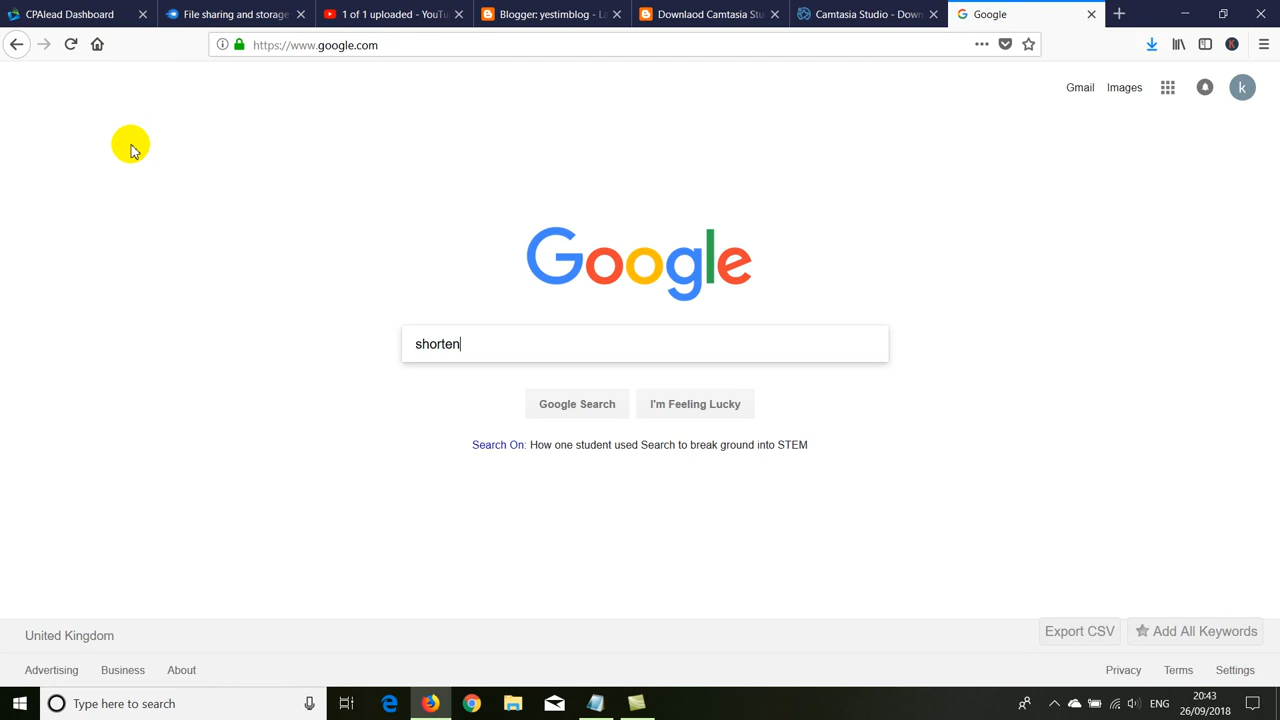 CPAlead Dashboard
File sharing and storage
1 of 1 uploaded - YouTu
Blogger: yestimblog - Lis
Downlaod Camtasia Stu
Camtasia Studio - Down
Google
https://www.google.com
Gmail Images k
Google
shorten
Google Search I'm Feeling Lucky
Search On: How one student used Search to break ground into STEM
United Kingdom
Export CSV Add All Keywords
Advertising Business About
Privacy Terms Settings
Type here to search
ENG
20:43
26/09/2018